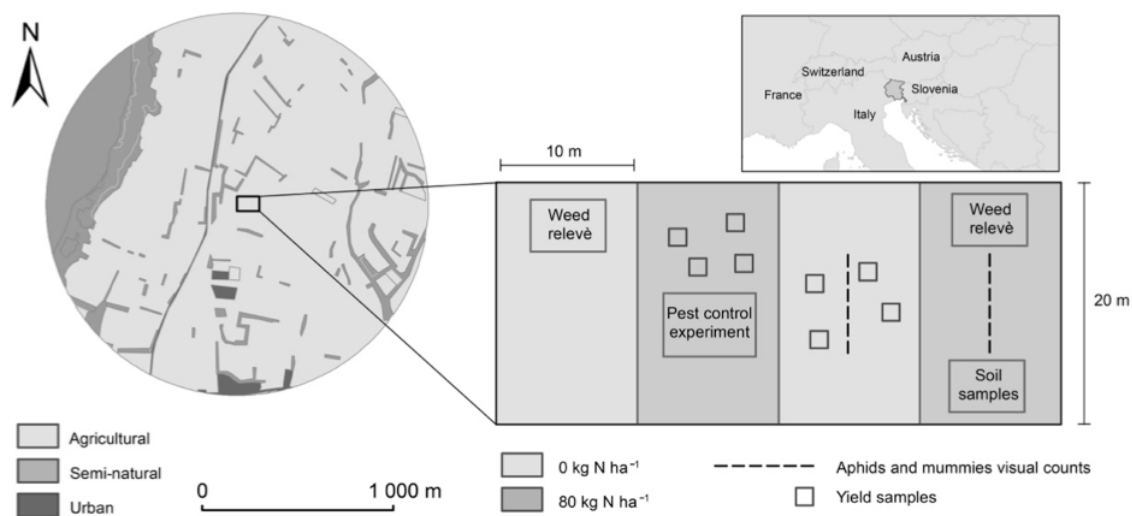 N
Austria
Switzerland
Slovenia
France
Italy
10 m
Weed
relevè
Weed
relevè
Pest control
experiment
20 m
Soil
samples
Agricultural
Semi-natural
Urban
0
1 000 m
0 kg N ha⁻¹
80 kg N ha⁻¹
Aphids and mummies visual counts
Yield samples